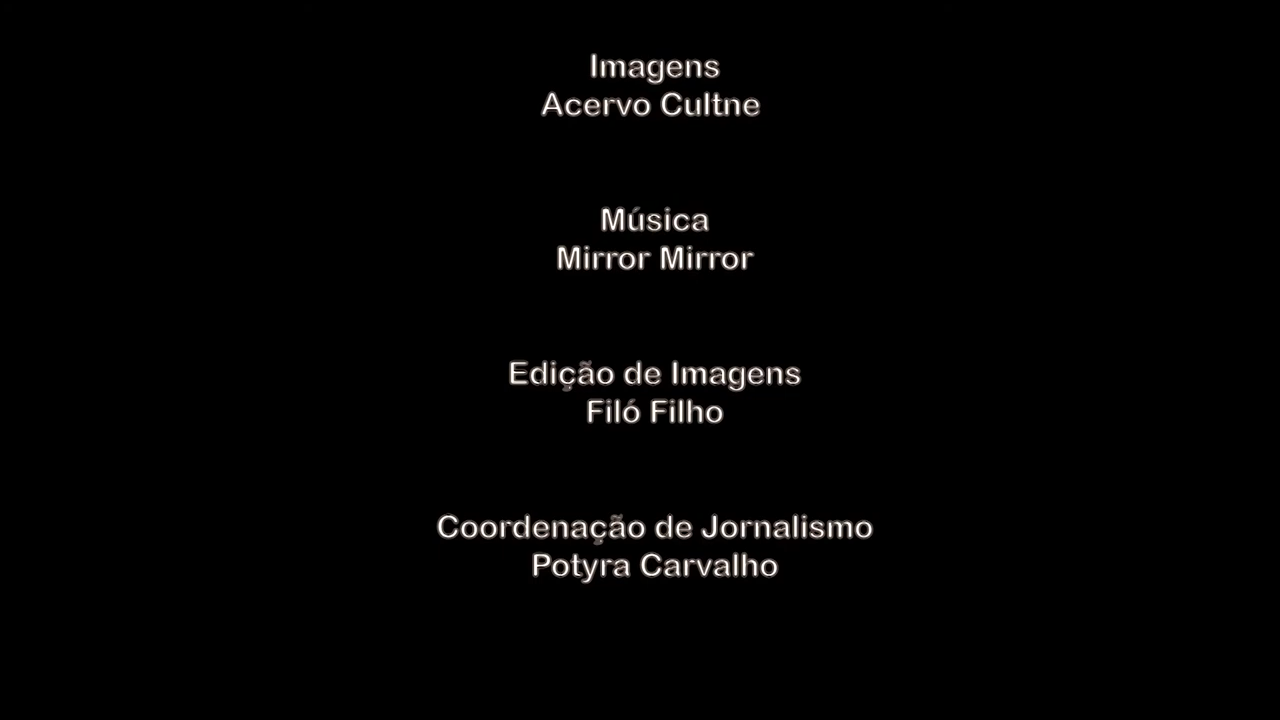 Imagens
Acervo Cultne
Música
Mirror Mirror
Edição de Imagens
Filó Filho
Coordenação de Jornalismo
Potyra Carvalho